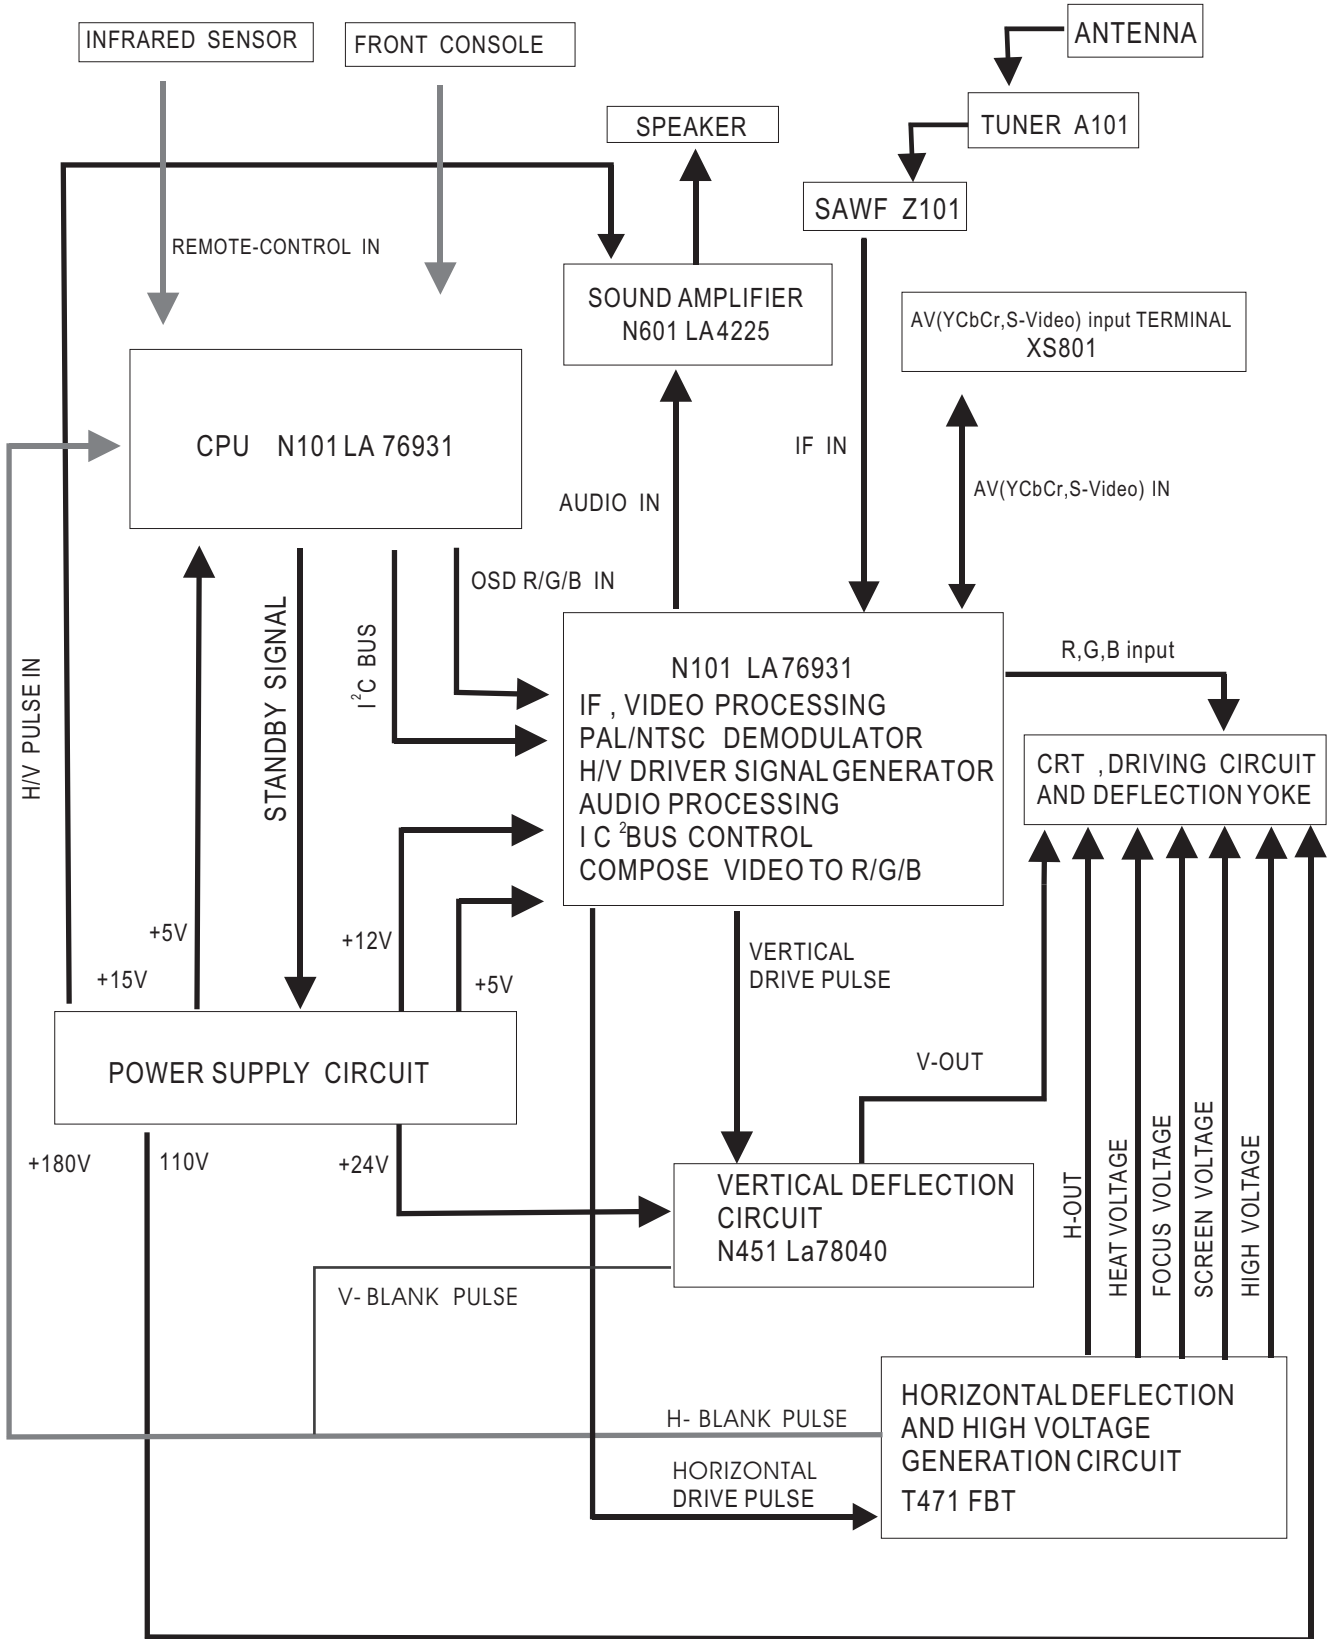 ANTENNA
INFRARED SENSOR
FRONT CONSOLE
TUNER A101
SPEAKER
SAWF Z101
REMOTE-CONTROL IN
SOUND AMPLIFIER
N601 LA4225
AV(YCbCr,S-Video) input TERMINAL
XS801
CPU N101 LA 76931
IF IN
AUDIO IN
AV(YCbCr,S-Video) IN
OSD R/G/B IN
H/V PULSE IN
STANDBY SIGNAL
I²C BUS
R,G,B input
N101 LA76931
IF , VIDEO PROCESSING
PAL/NTSC DEMODULATOR
H/V DRIVER SIGNAL GENERATOR
AUDIO PROCESSING
I C ²BUS CONTROL
COMPOSE VIDEO TO R/G/B
CRT , DRIVING CIRCUIT
AND DEFLECTION YOKE
+5V
+12V
+15V
+5V
VERTICAL
DRIVE PULSE
POWER SUPPLY CIRCUIT
V-OUT
+180V
110V
+24V
VERTICAL DEFLECTION
CIRCUIT
N451 La78040
H-OUT
HEAT VOLTAGE
FOCUS VOLTAGE
SCREEN VOLTAGE
HIGH VOLTAGE
V- BLANK PULSE
H- BLANK PULSE
HORIZONTAL DEFLECTION
AND HIGH VOLTAGE
GENERATION CIRCUIT
T471 FBT
HORIZONTAL
DRIVE PULSE